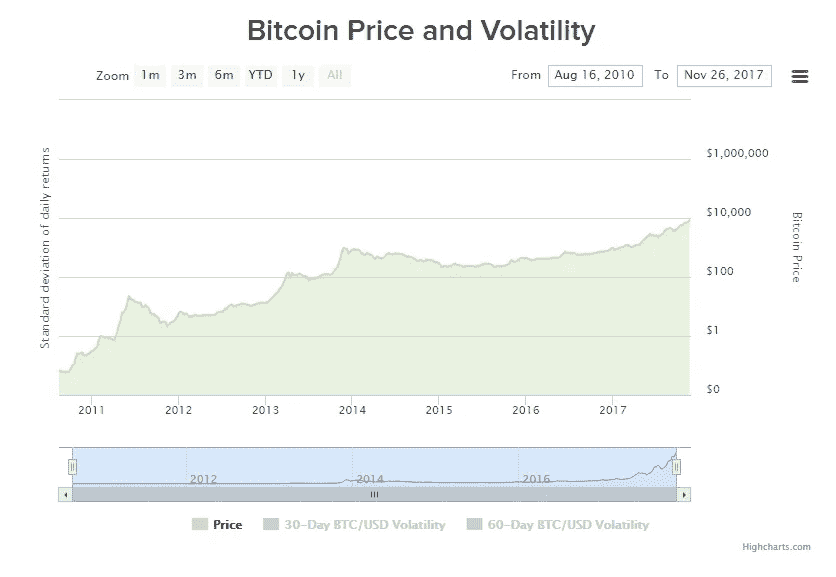 Bitcoin Price and Volatility
Zoom 1m 3m 6m YTD 1y All From Aug 16, 2010 To Nov 26, 2017
Standard deviation of daily returns
$1,000,000
$10,000
$100
$1
$0
Bitcoin Price
2011 2012 2013 2014 2015 2016 2017
2012 2014 2016
Price 30-Day BTC/USD Volatility 60-Day BTC/USD Volatility
Highcharts.com